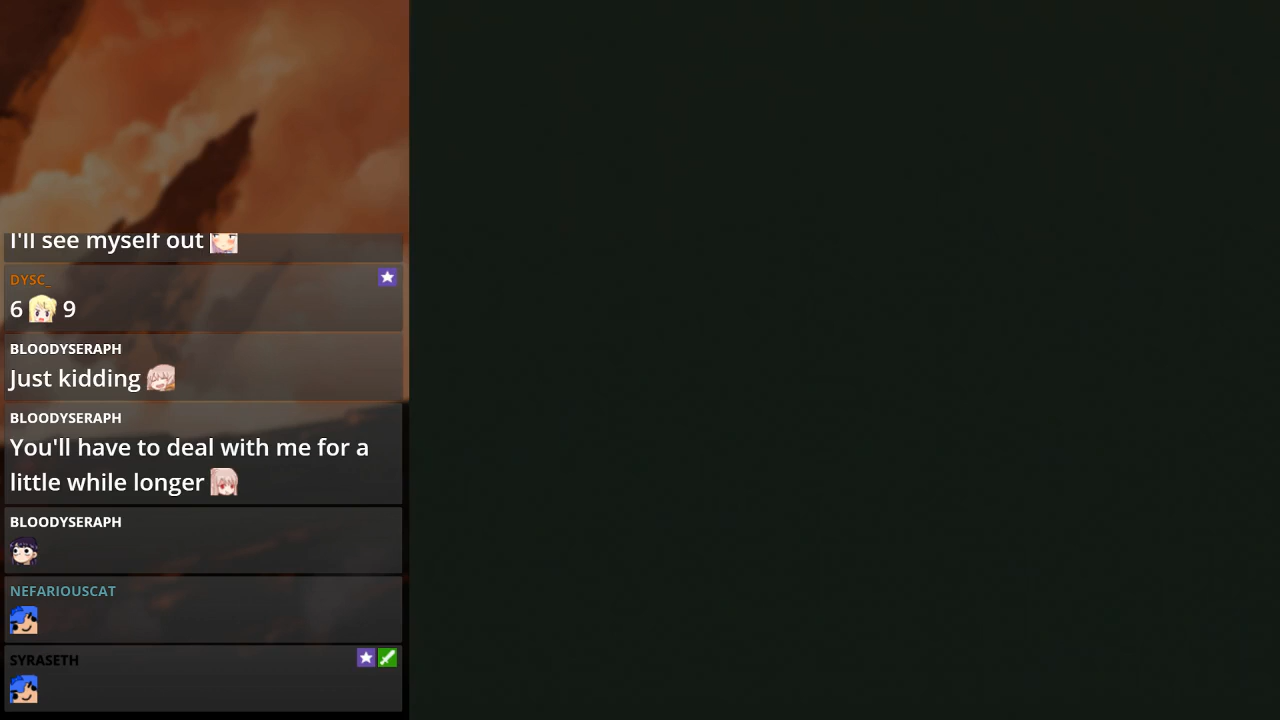 I'll see myself out
DYSC_
6 9
BLOODYSERAPH
Just kidding
BLOODYSERAPH
You'll have to deal with me for a
little while longer
BLOODYSERAPH
NEFARIOUSCAT
SYRASETH